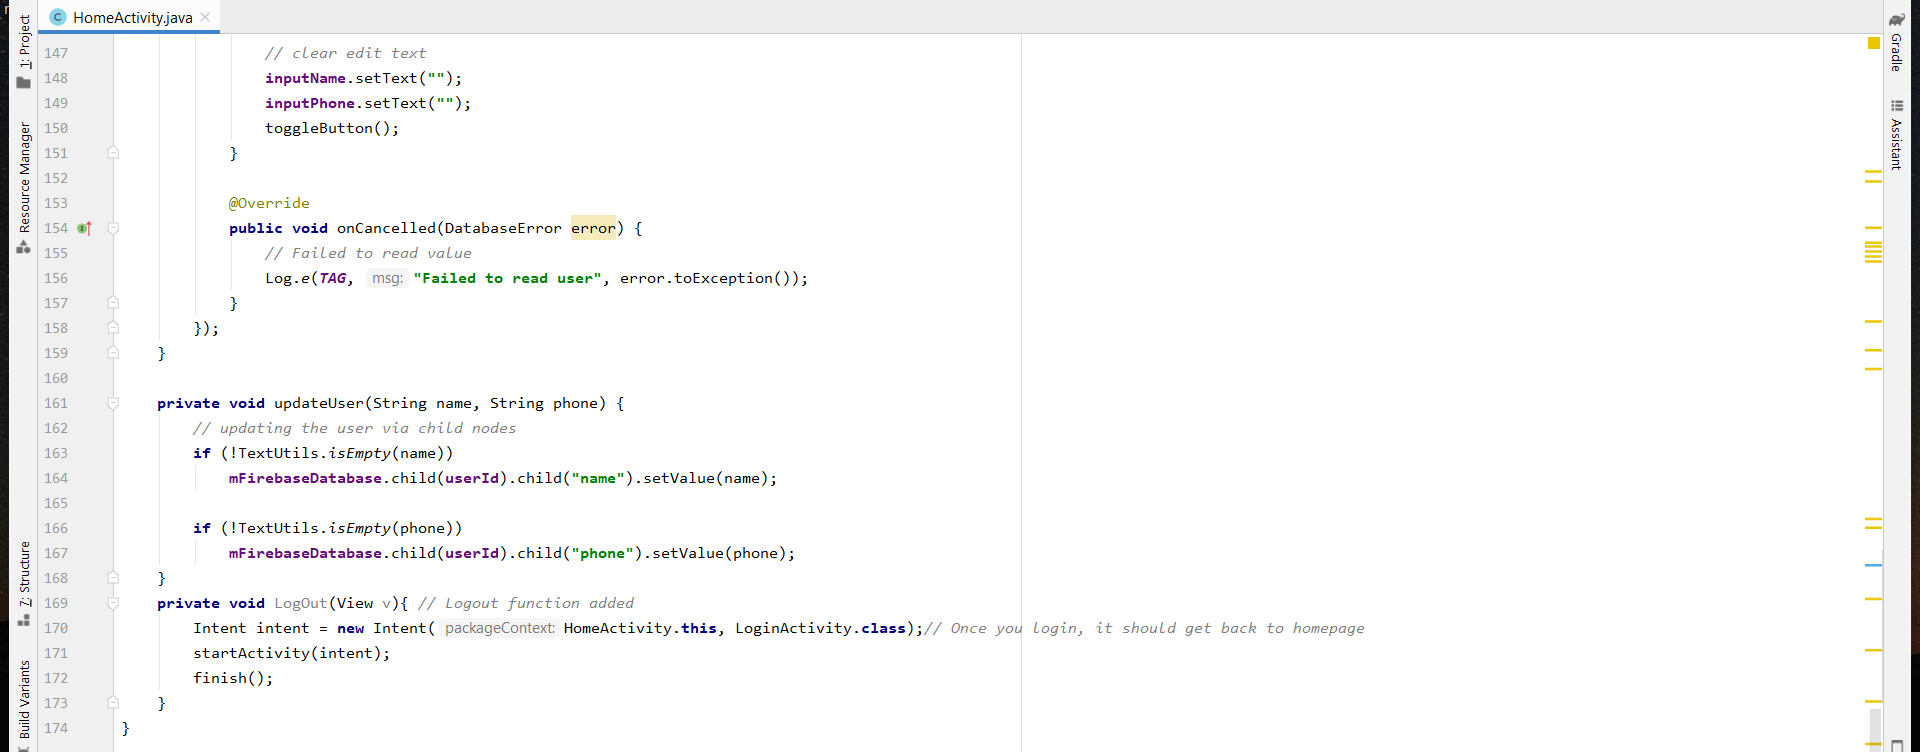 HomeActivity.java
1: Project
Resource Manager
7: Structure
Build Variants
Gradle
Assistant
147 // clear edit text
148 inputName.setText("");
149 inputPhone.setText("");
150 toggleButton();
151 }
152
153 @Override
154 public void onCancelled(DatabaseError error) {
155 // Failed to read value
156 Log.e(TAG, msg: "Failed to read user", error.toException());
157 }
158 });
159 }
160
161 private void updateUser(String name, String phone) {
162 // updating the user via child nodes
163 if (!TextUtils.isEmpty(name))
164 mFirebaseDatabase.child(userId).child("name").setValue(name);
165
166 if (!TextUtils.isEmpty(phone))
167 mFirebaseDatabase.child(userId).child("phone").setValue(phone);
168 }
169 private void LogOut(View v){ // Logout function added
170 Intent intent = new Intent( packageContext: HomeActivity.this, LoginActivity.class);// Once you login, it should get back to homepage
171 startActivity(intent);
172 finish();
173 }
174 }